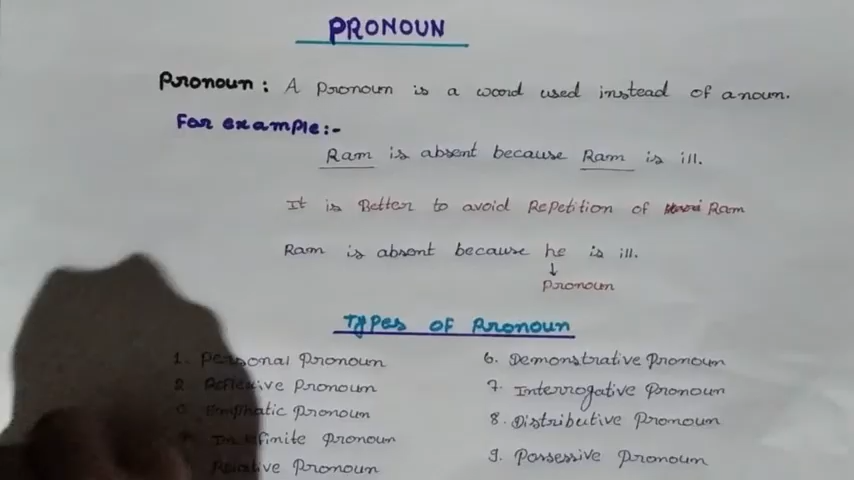 PRONOUN
Pronoun : A pronoun is a word used instead of a noun.
For example:-
Ram is absent because Ram is ill.
It is Better to avoid Repetition of Ram
Ram is absent because he is ill.
↓
pronoun
Types of Pronoun
1. Personal Pronoun
2. Reflexive Pronoun
Emphatic Pronoun
Indefinite Pronoun
Relative Pronoun
6. Demonstrative Pronoun
7. Interrogative Pronoun
8. Distributive Pronoun
9. Possessive Pronoun